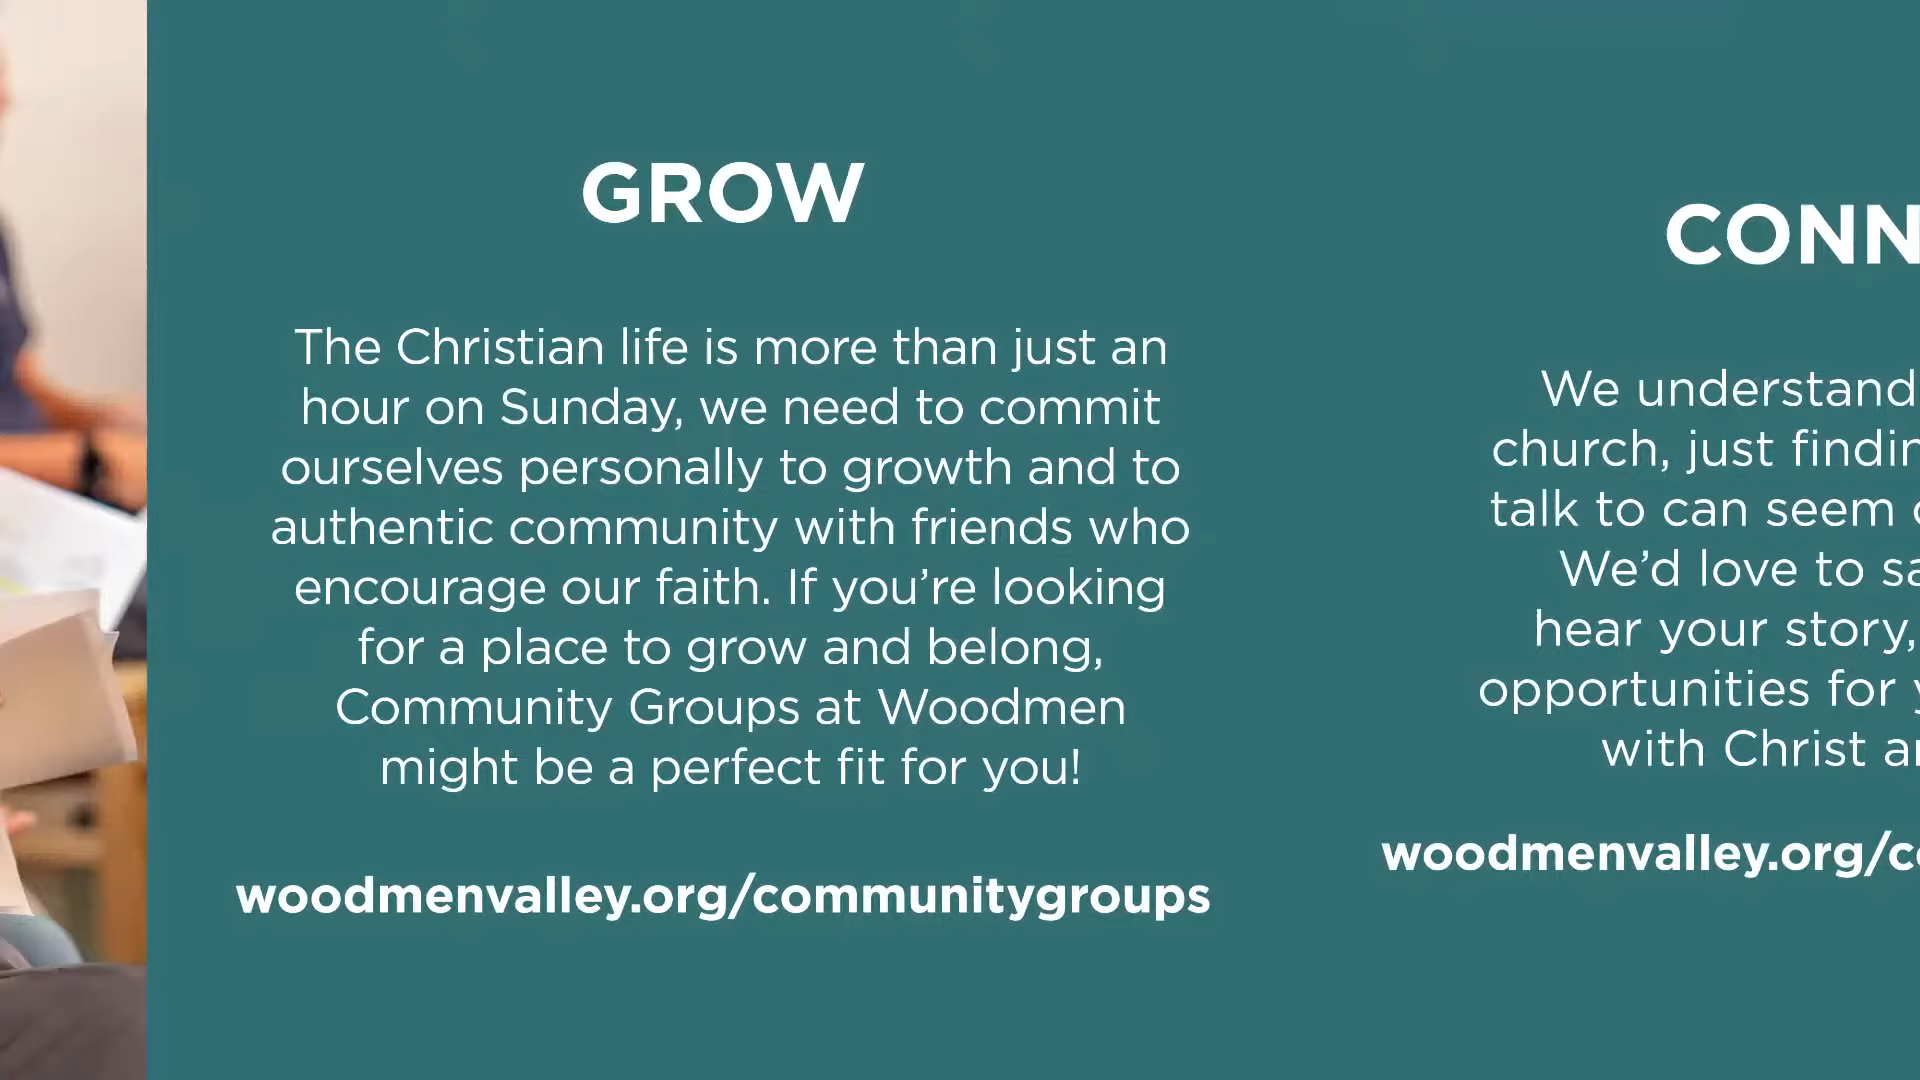 GROW
The Christian life is more than just an
hour on Sunday, we need to commit
ourselves personally to growth and to
authentic community with friends who
encourage our faith. If you’re looking
for a place to grow and belong,
Community Groups at Woodmen
might be a perfect fit for you!
woodmenvalley.org/communitygroups
We understand
church, just
talk to can seem
We’d love to
hear your story,
opportunities for
with Christ